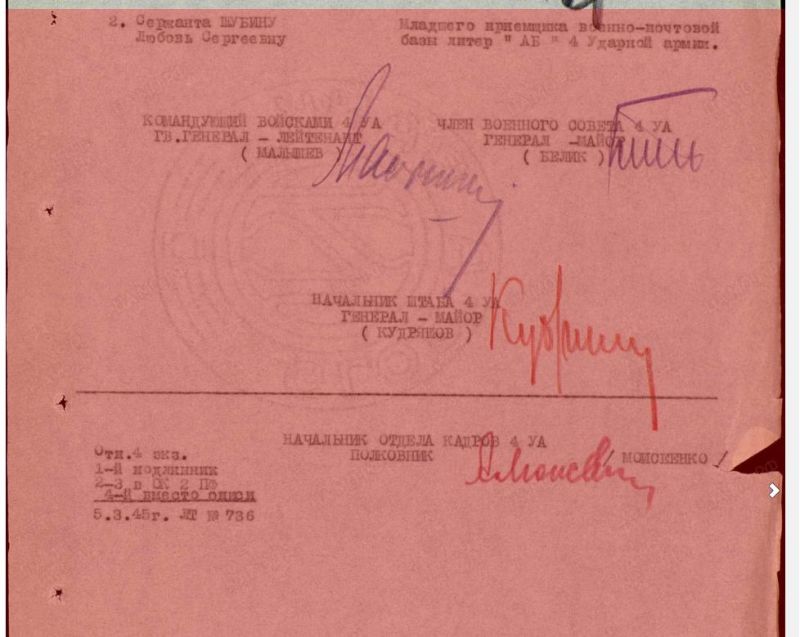 2. Сержанта ШУБИНУ
Любовь Сергеевну
Младшего приемщика военно-почтовой
базы литер " АБ " 4 Ударной армии.
КОМАНДУЮЩИЙ ВОЙСКАМИ 4 УА
ГВ.ГЕНЕРАЛ - ЛЕЙТЕНАНТ
( МАЛЫШЕВ )
ЧЛЕН ВОЕННОГО СОВЕТА 4 УА
ГЕНЕРАЛ -МАЙОР
( БЕЛИК )
НАЧАЛЬНИК ШТАБА 4 УА
ГЕНЕРАЛ - МАЙОР
( КУДРЯШОВ )
НАЧАЛЬНИК ОТДЕЛА КАДРОВ 4 УА
ПОЛКОВНИК
/ МОИСЕЕНКО /
Отп.4 экз.
1-й подлинник
2-3 в ОК 2 ПФ
4-й вместо описи
5.3.45г. ЛТ № 736